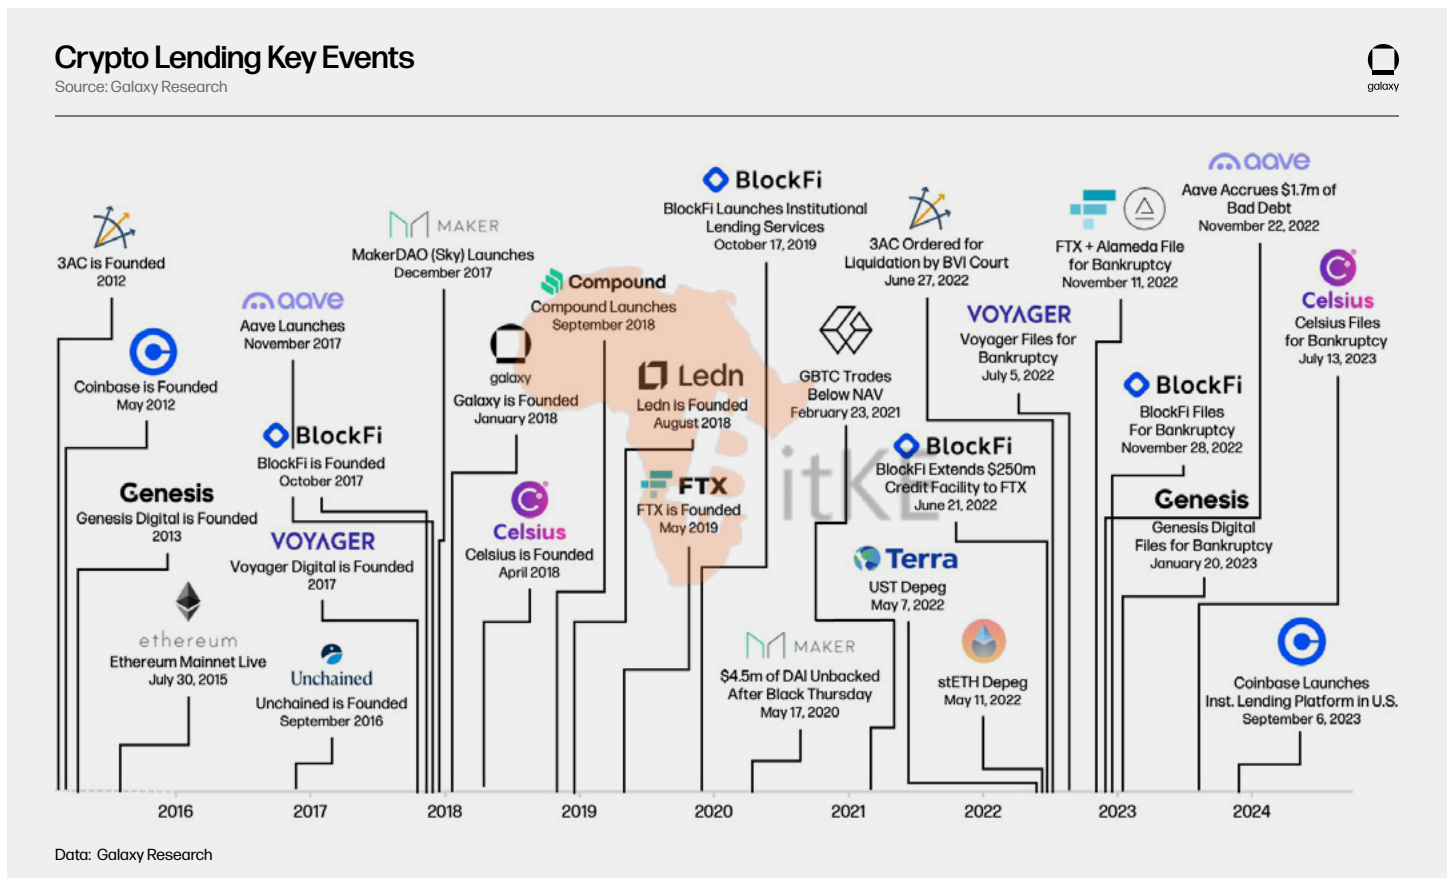 Crypto Lending Key Events
Source: Galaxy Research
galaxy
3AC is Founded
2012
Coinbase is Founded
May 2012
Genesis
Genesis Digital is Founded
2013
ethereum
Ethereum Mainnet Live
July 30, 2015
aave
Aave Launches
November 2017
BlockFi
BlockFi is Founded
October 2017
VOYAGER
Voyager Digital is Founded
2017
Unchained
Unchained is Founded
September 2016
MAKER
MakerDAO (Sky) Launches
December 2017
galaxy
Galaxy is Founded
January 2018
Celsius
Celsius is Founded
April 2018
Compound
Compound Launches
September 2018
Ledn
Ledn is Founded
August 2018
FTX
FTX is Founded
May 2019
BlockFi
BlockFi Launches Institutional
Lending Services
October 17, 2019
MAKER
$4.5m of DAI Unbacked
After Black Thursday
May 17, 2020
GBTC Trades
Below NAV
February 23, 2021
BitKE
3AC Ordered for
Liquidation by BVI Court
June 27, 2022
BlockFi
BlockFi Extends $250m
Credit Facility to FTX
June 21, 2022
Terra
UST Depeg
May 7, 2022
stETH Depeg
May 11, 2022
VOYAGER
Voyager Files for
Bankruptcy
July 5, 2022
FTX + Alameda File
for Bankruptcy
November 11, 2022
aave
Aave Accrues $1.7m of
Bad Debt
November 22, 2022
BlockFi
BlockFi Files
For Bankruptcy
November 28, 2022
Genesis
Genesis Digital
Files for Bankruptcy
January 20, 2023
Celsius
Celsius Files
for Bankruptcy
July 13, 2023
Coinbase Launches
Inst. Lending Platform in U.S.
September 6, 2023
2016 2017 2018 2019 2020 2021 2022 2023 2024
Data: Galaxy Research